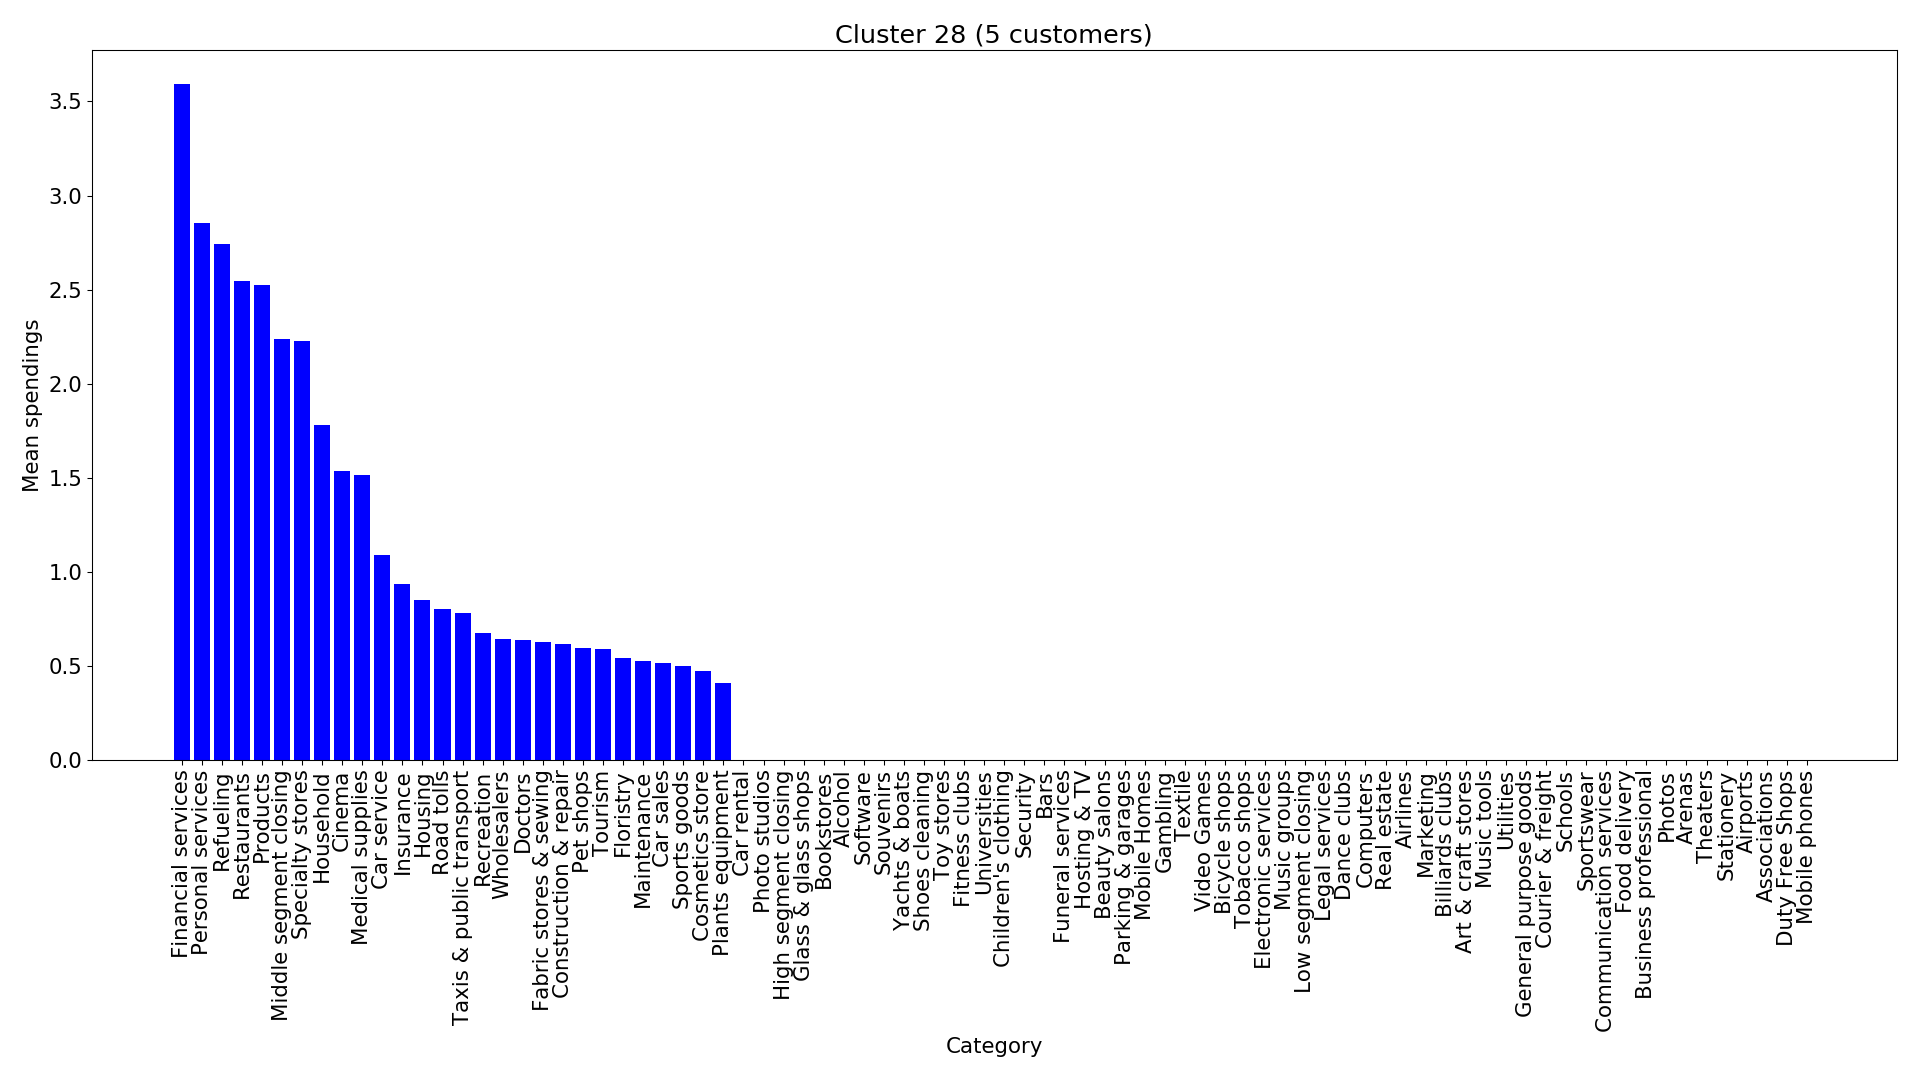 Cluster 28 (5 customers)
Mean spendings
3.5
3.0
2.5
2.0
1.5
1.0
0.5
0.0
Financial services
Personal services
Refueling
Restaurants
Products
Middle segment closing
Specialty stores
Household
Cinema
Medical supplies
Car service
Insurance
Housing
Road tolls
Taxis & public transport
Recreation
Wholesalers
Doctors
Fabric stores & sewing
Construction & repair
Pet shops
Tourism
Floristry
Maintenance
Car sales
Sports goods
Cosmetics store
Plants equipment
Car rental
Photo studios
High segment closing
Glass & glass shops
Bookstores
Alcohol
Software
Souvenirs
Yachts & boats
Shoes cleaning
Toy stores
Fitness clubs
Universities
Children's clothing
Security
Bars
Funeral services
Hosting & TV
Beauty salons
Parking & garages
Mobile Homes
Gambling
Textile
Video Games
Bicycle shops
Tobacco shops
Electronic services
Music groups
Low segment closing
Legal services
Dance clubs
Computers
Real estate
Airlines
Marketing
Billiards clubs
Art & craft stores
Music tools
Utilities
General purpose goods
Courier & freight
Schools
Sportswear
Communication services
Food delivery
Business professional
Photos
Arenas
Theaters
Stationery
Airports
Associations
Duty Free Shops
Mobile phones
Category